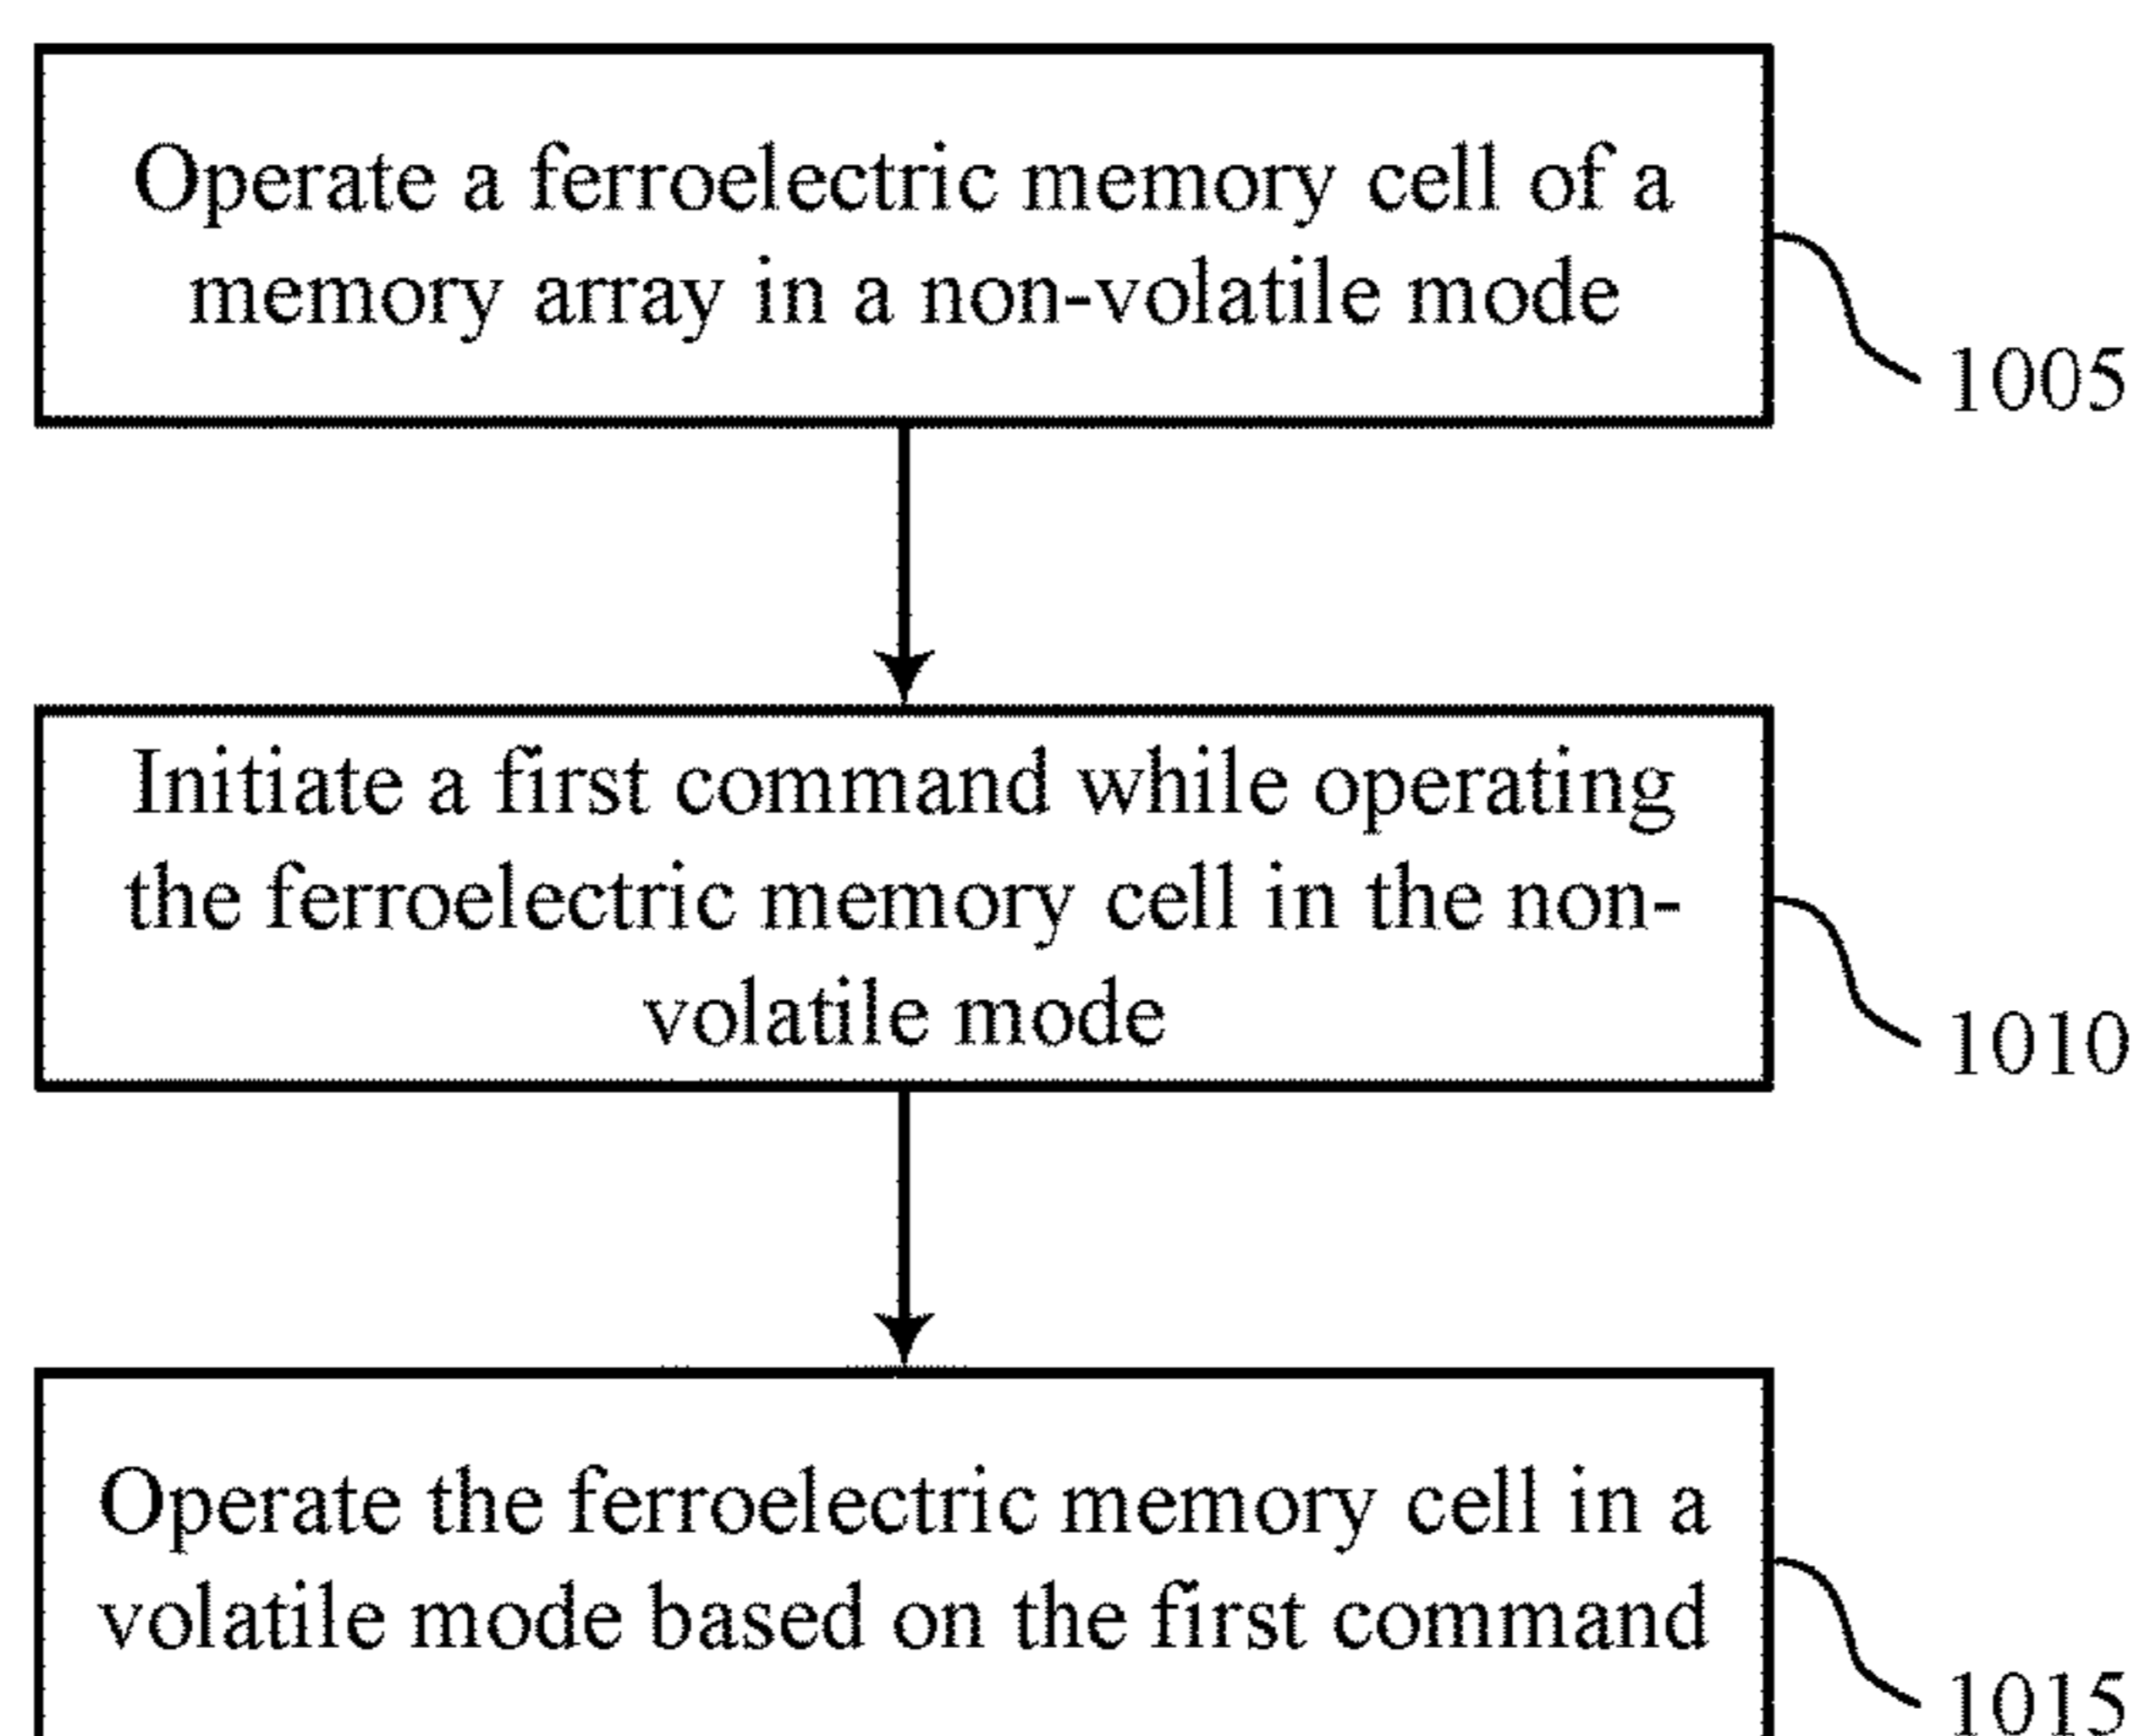 Operate a ferroelectric memory cell of a
memory array in a non-volatile mode
1005
Initiate a first command while operating
the ferroelectric memory cell in the non-
volatile mode
1010
Operate the ferroelectric memory cell in a
volatile mode based on the first command
1015